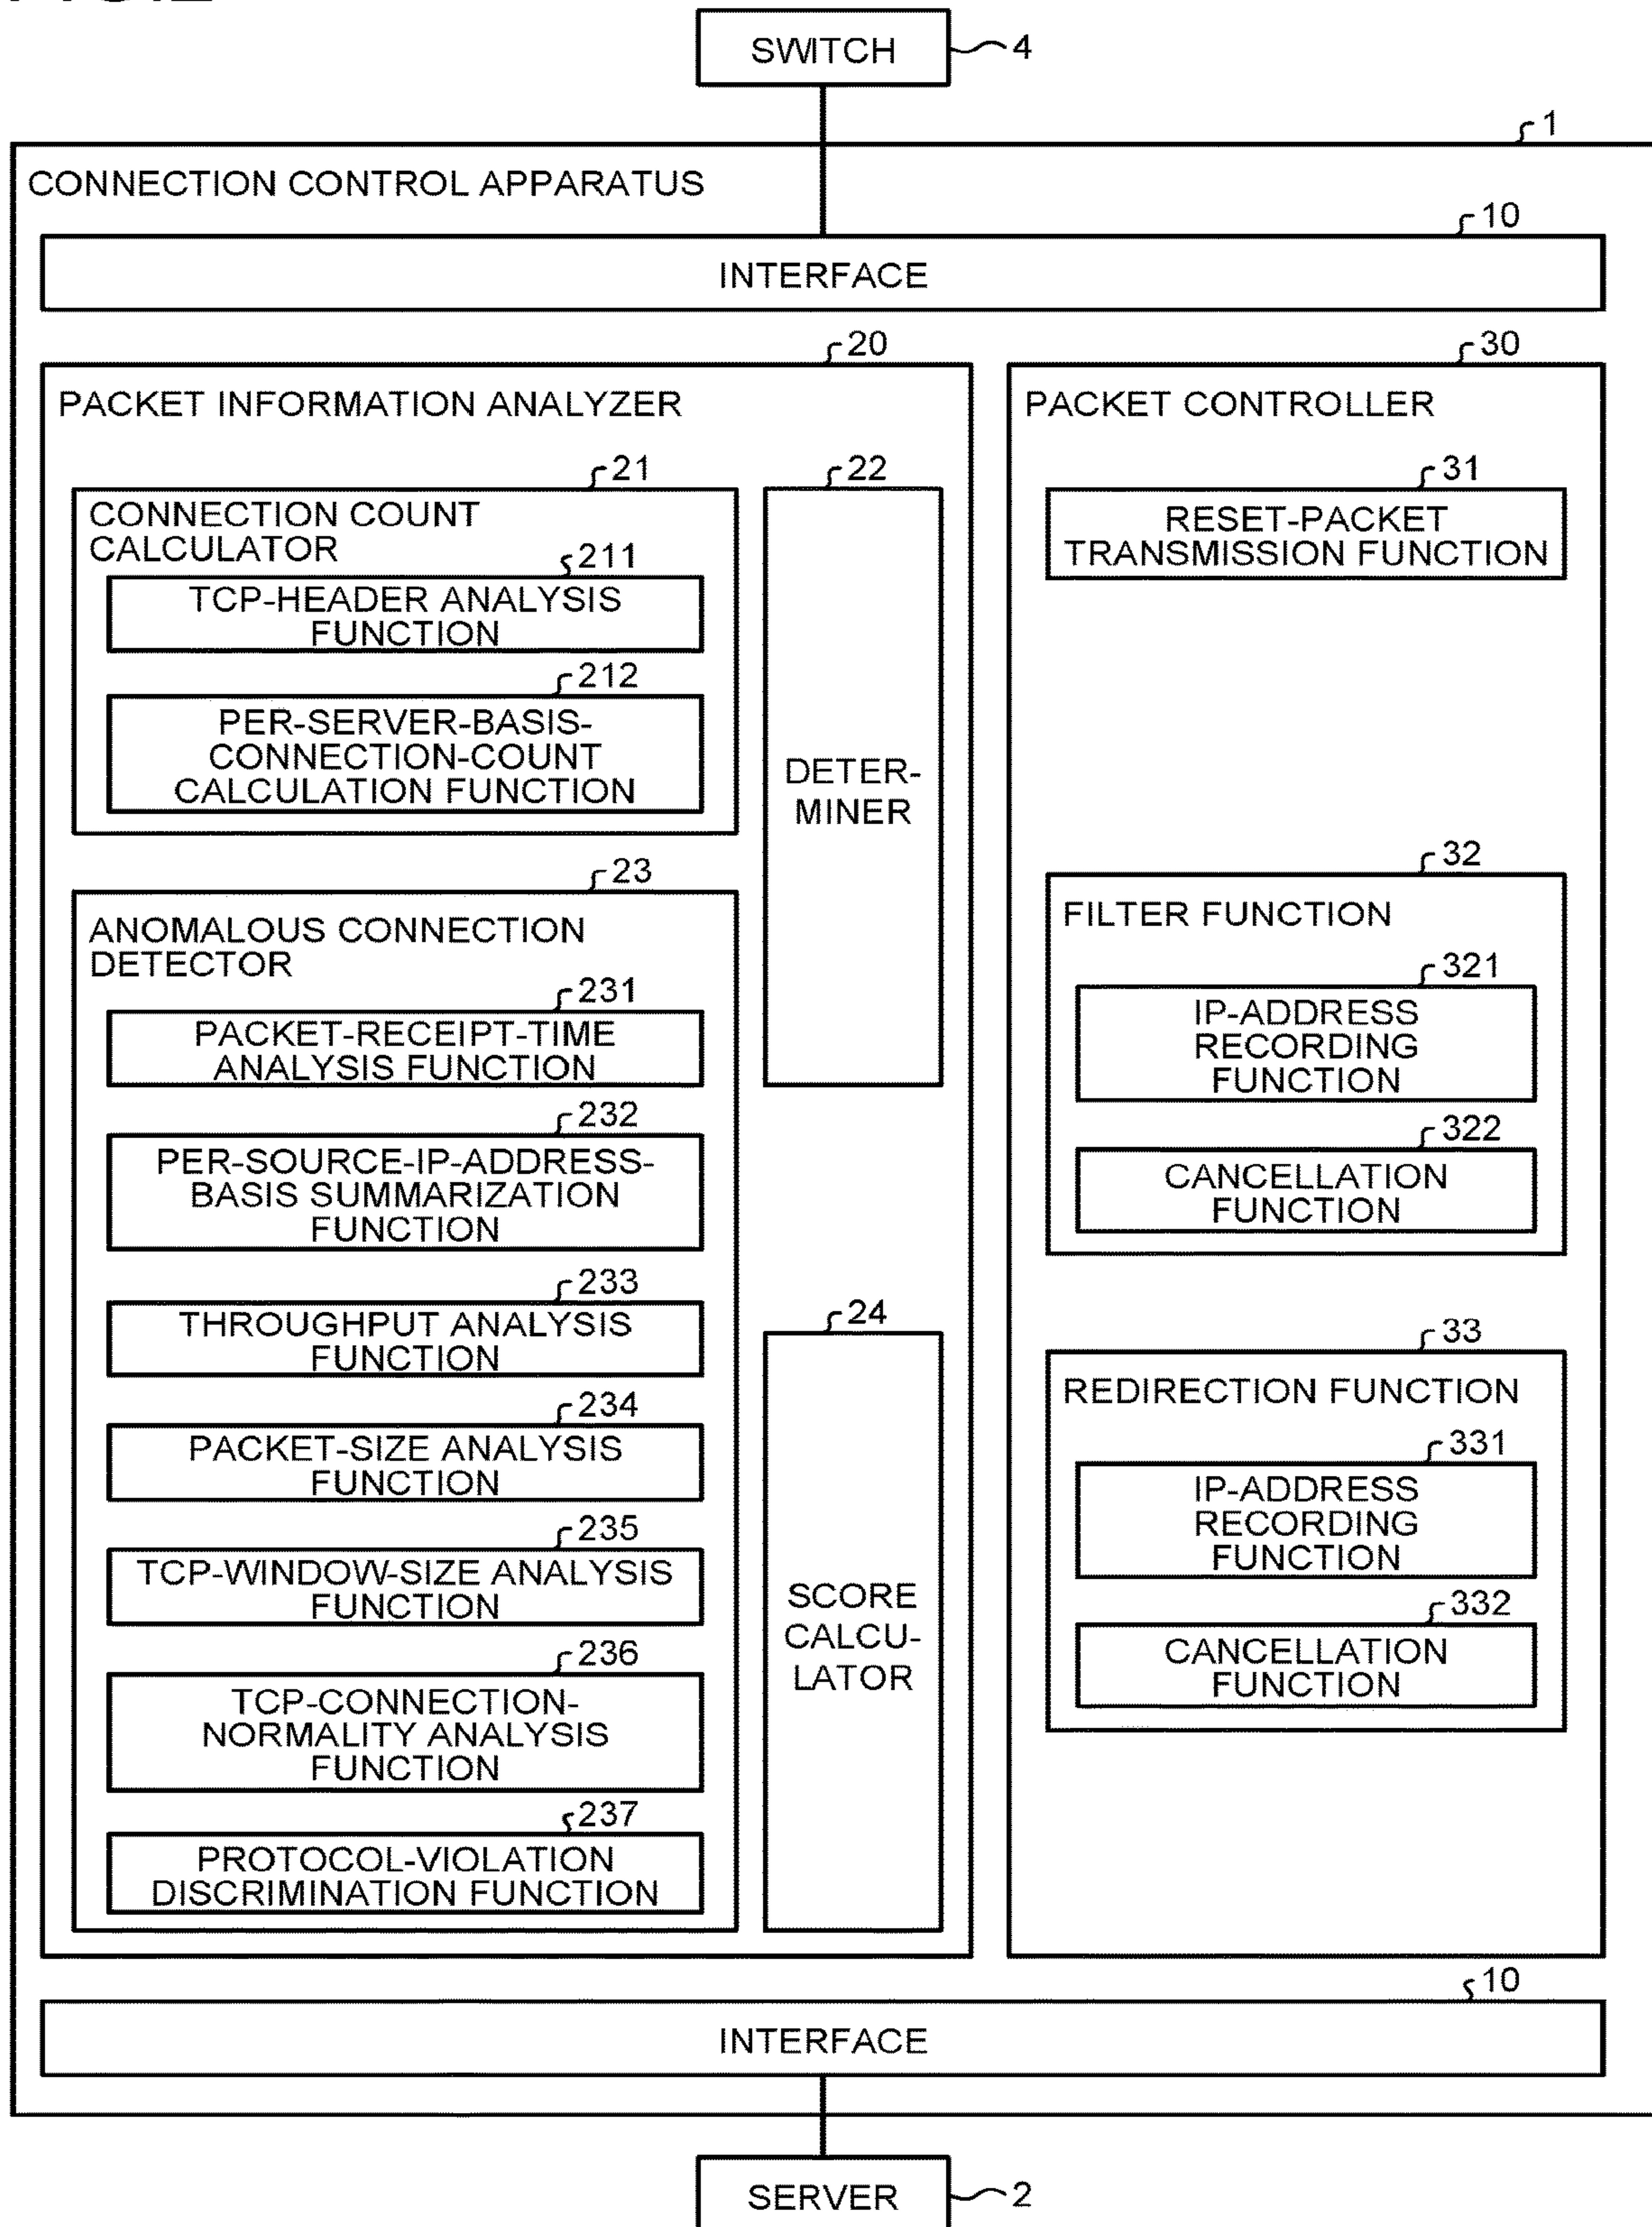 SWITCH
4
1
CONNECTION CONTROL APPARATUS
10
INTERFACE
20
PACKET INFORMATION ANALYZER
21
CONNECTION COUNT
CALCULATOR
211
TCP-HEADER ANALYSIS
FUNCTION
212
PER-SERVER-BASIS-
CONNECTION-COUNT
CALCULATION FUNCTION
22
DETER-
MINER
23
ANOMALOUS CONNECTION
DETECTOR
231
PACKET-RECEIPT-TIME
ANALYSIS FUNCTION
232
PER-SOURCE-IP-ADDRESS-
BASIS SUMMARIZATION
FUNCTION
233
THROUGHPUT ANALYSIS
FUNCTION
234
PACKET-SIZE ANALYSIS
FUNCTION
235
TCP-WINDOW-SIZE ANALYSIS
FUNCTION
236
TCP-CONNECTION-
NORMALITY ANALYSIS
FUNCTION
237
PROTOCOL-VIOLATION
DISCRIMINATION FUNCTION
24
SCORE
CALCU-
LATOR
30
PACKET CONTROLLER
31
RESET-PACKET
TRANSMISSION FUNCTION
32
FILTER FUNCTION
321
IP-ADDRESS
RECORDING
FUNCTION
322
CANCELLATION
FUNCTION
33
REDIRECTION FUNCTION
331
IP-ADDRESS
RECORDING
FUNCTION
332
CANCELLATION
FUNCTION
10
INTERFACE
SERVER
2